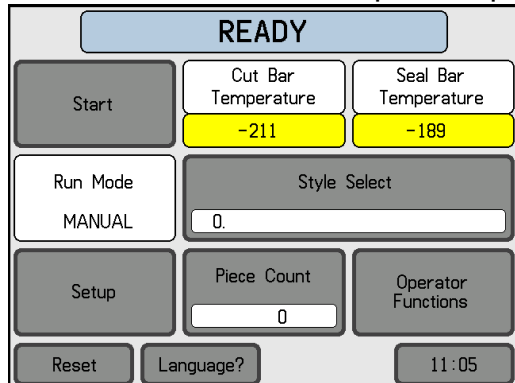 READY
Start
Cut Bar
Temperature
-211
Seal Bar
Temperature
-189
Run Mode
MANUAL
Style Select
0.
Setup
Piece Count
0
Operator
Functions
Reset
Language?
11:05